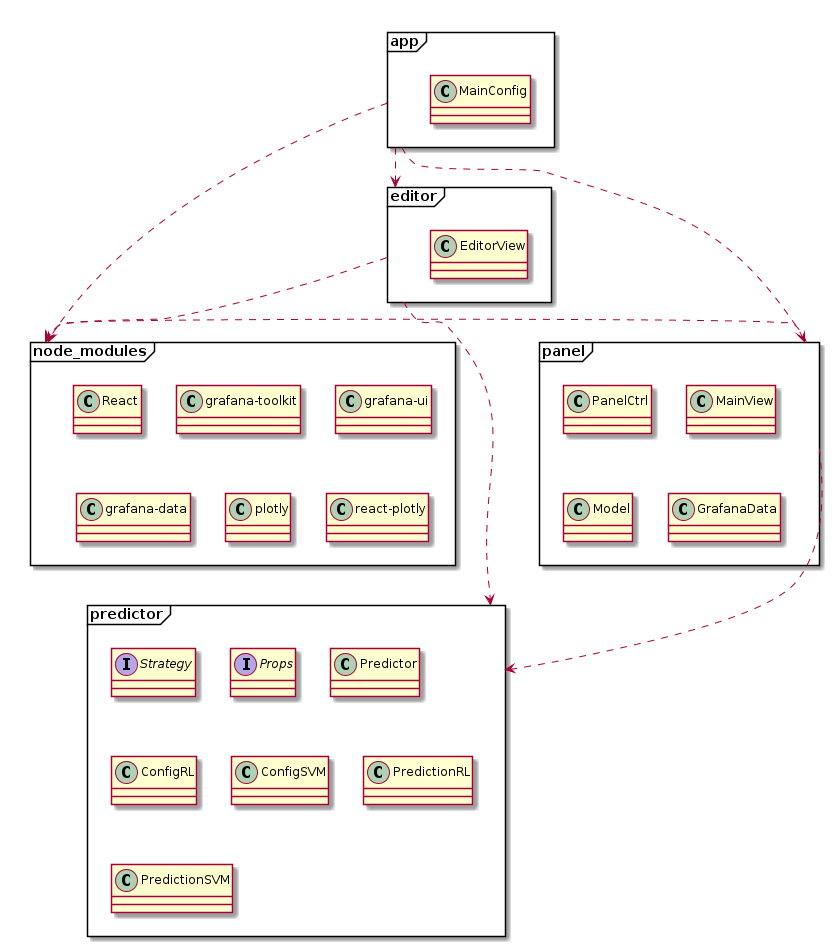 app
C MainConfig
editor
C EditorView
node_modules
C React
C grafana-toolkit
C grafana-ui
C grafana-data
C plotly
C react-plotly
panel
C PanelCtrl
C MainView
C Model
C GrafanaData
predictor
I Strategy
I Props
C Predictor
C ConfigRL
C ConfigSVM
C PredictionRL
C PredictionSVM